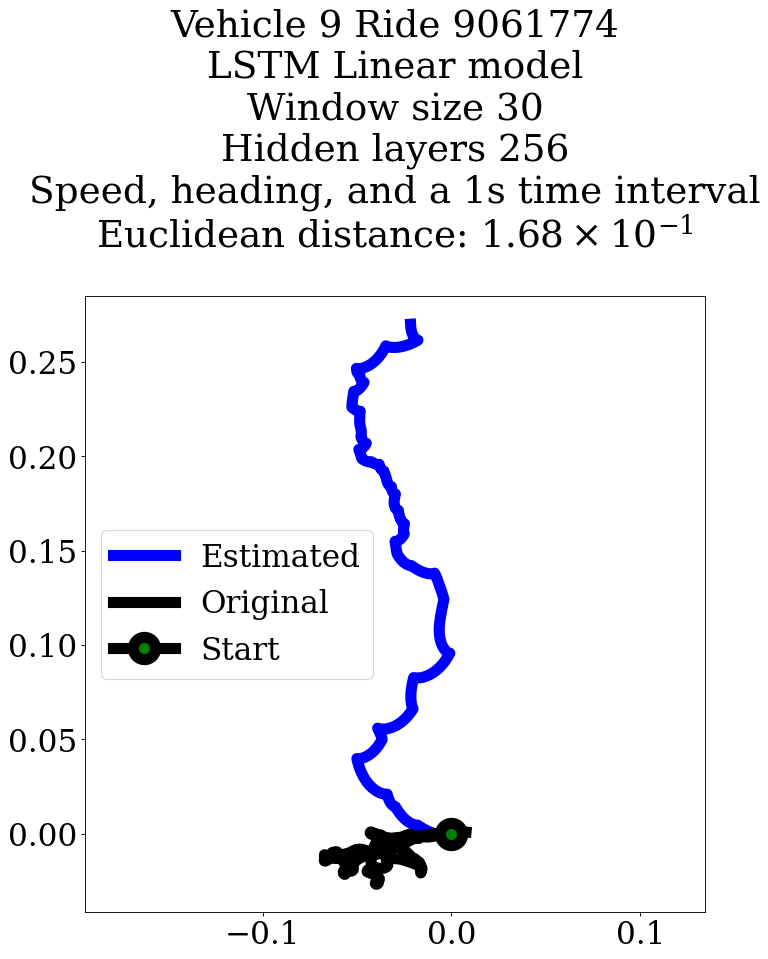 Vehicle 9 Ride 9061774
LSTM Linear model
Window size 30
Hidden layers 256
Speed, heading, and a 1s time interval
Euclidean distance: 1.68 × 10⁻¹
0.25
0.20
0.15
0.10
0.05
0.00
Estimated
Original
Start
−0.1
0.0
0.1